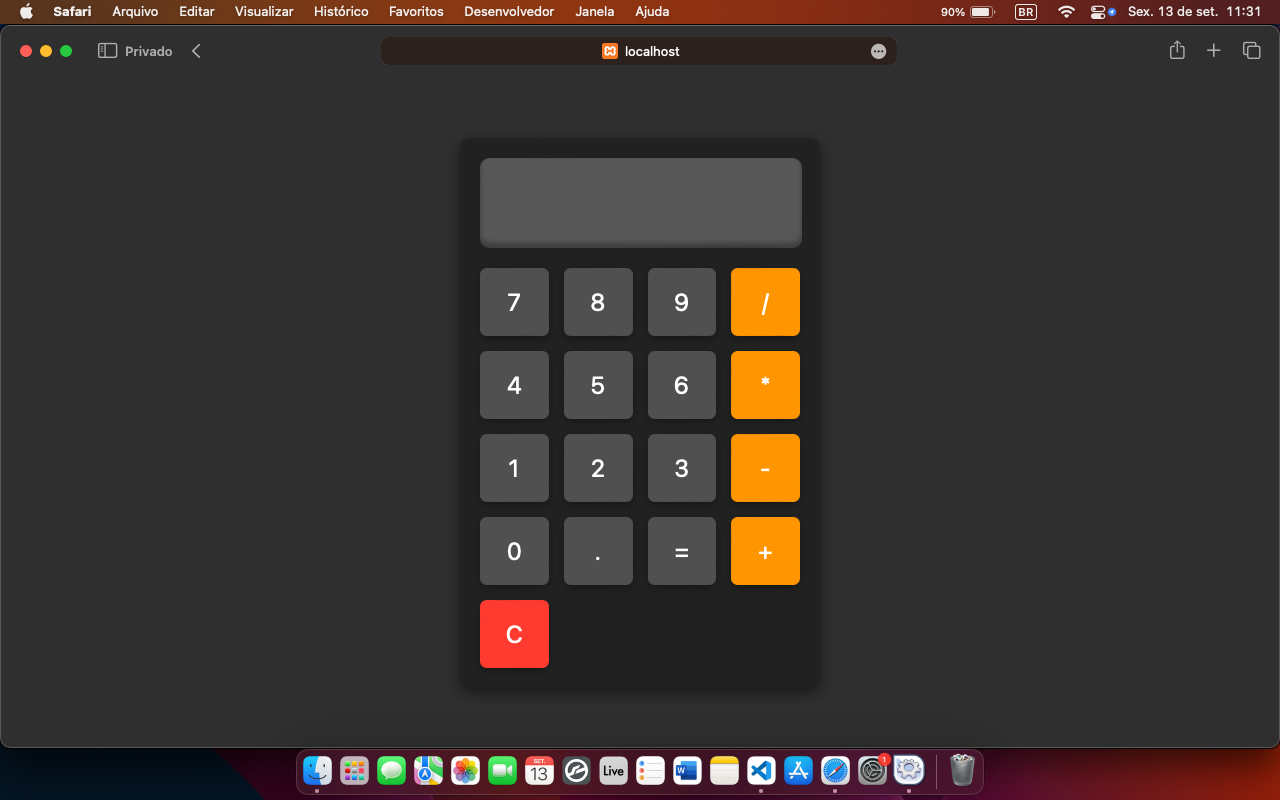 Safari Arquivo Editar Visualizar Histórico Favoritos Desenvolvedor Janela Ajuda 90% BR Sex. 13 de set. 11:31
Privado localhost
7 8 9 /
4 5 6 *
1 2 3 -
0 . = +
C
SET.
13
Live
W
1